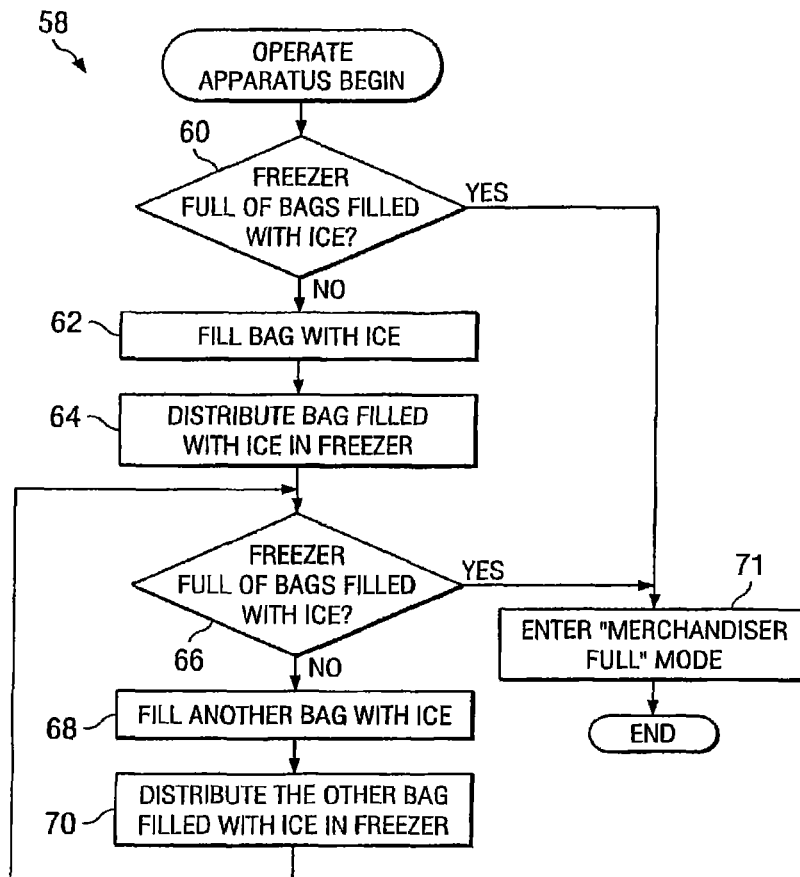 58
OPERATE
APPARATUS BEGIN
60
FREEZER
FULL OF BAGS FILLED
WITH ICE?
YES
NO
62
FILL BAG WITH ICE
64
DISTRIBUTE BAG FILLED
WITH ICE IN FREEZER
FREEZER
FULL OF BAGS FILLED
WITH ICE?
YES
66
NO
71
ENTER "MERCHANDISER
FULL" MODE
END
68
FILL ANOTHER BAG WITH ICE
70
DISTRIBUTE THE OTHER BAG
FILLED WITH ICE IN FREEZER